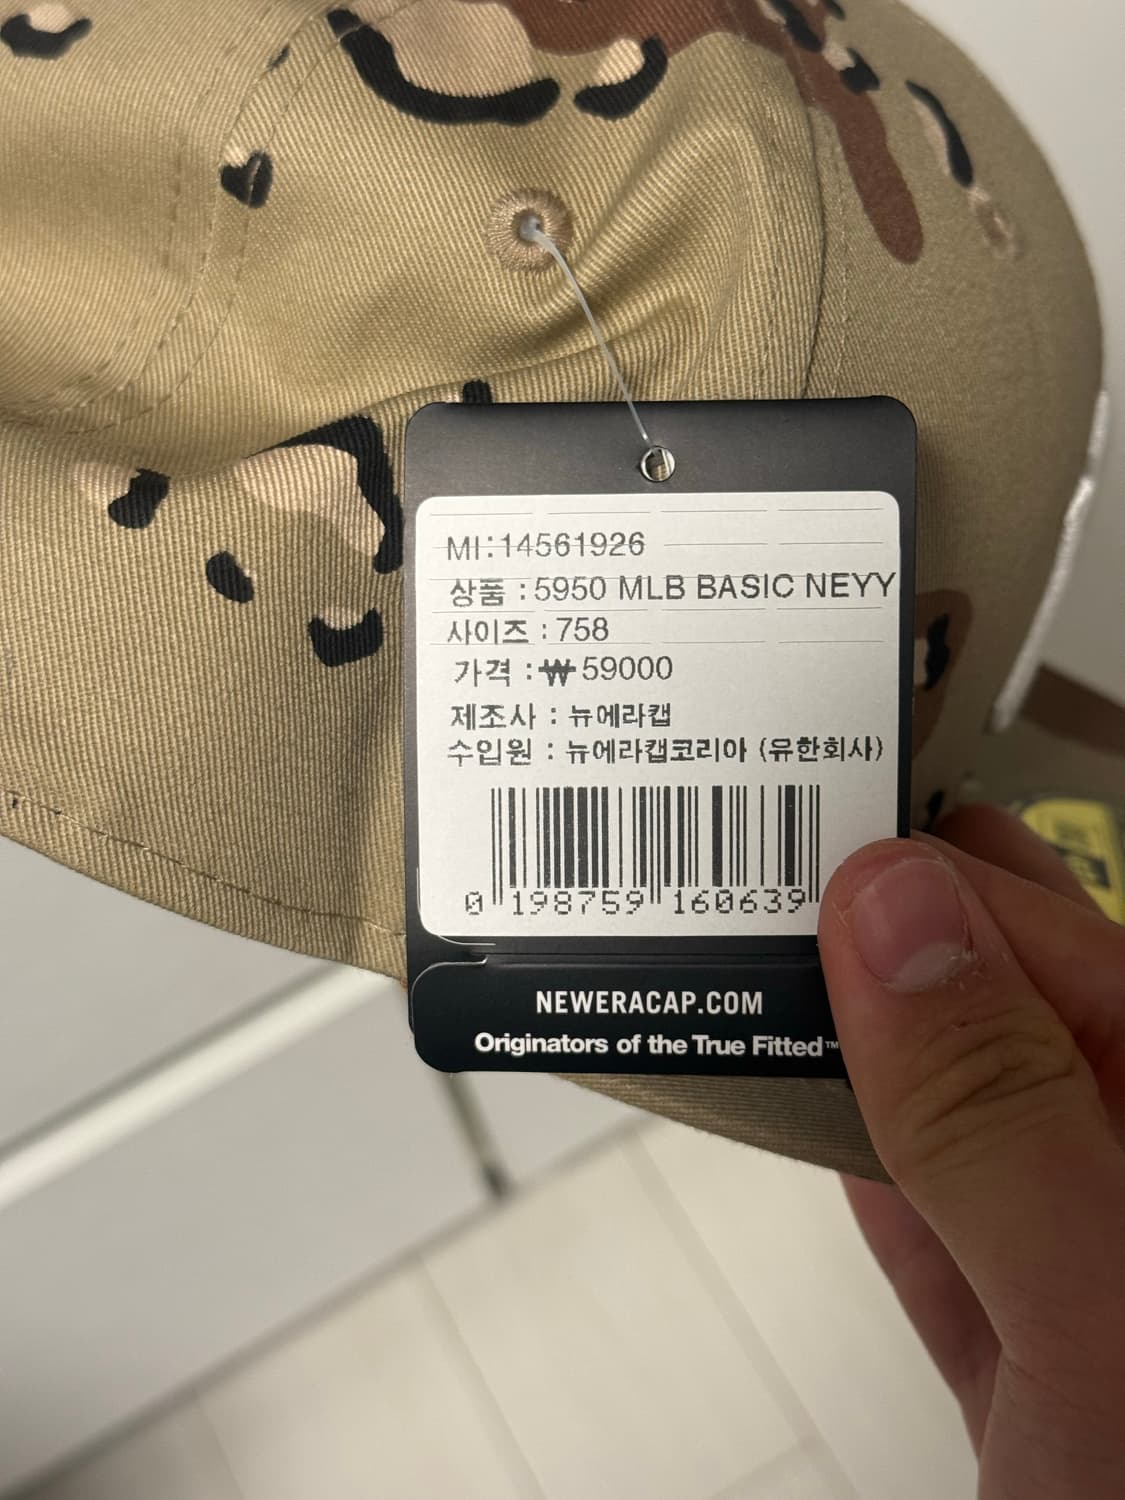 MI:14561926
상품 : 5950 MLB BASIC NEYY
사이즈 : 758
가격 : ₩ 59000
제조사 : 뉴에라캡
수입원 : 뉴에라캡코리아 (유한회사)
0 198759 160639
NEWERACAP.COM
Originators of the True Fitted™